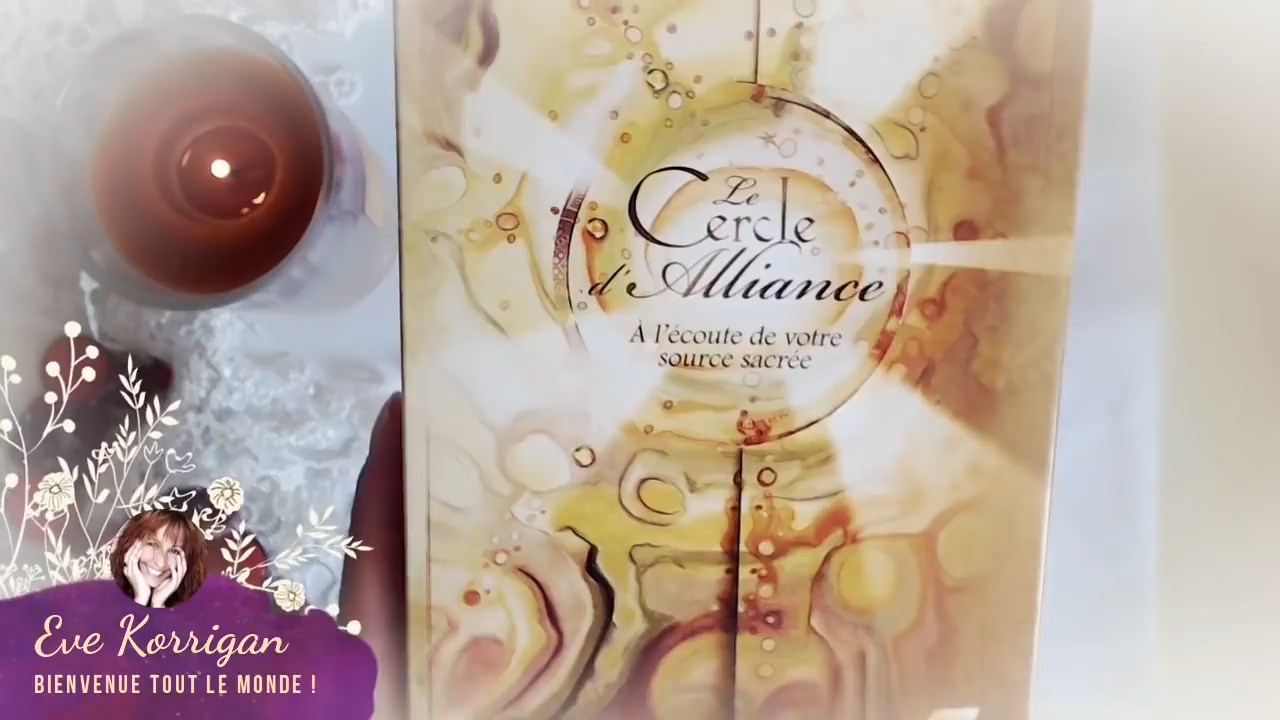 Le
Cercle
d'Alliance
À l'écoute de votre
source sacrée
Eve Korrigan
BIENVENUE TOUT LE MONDE !